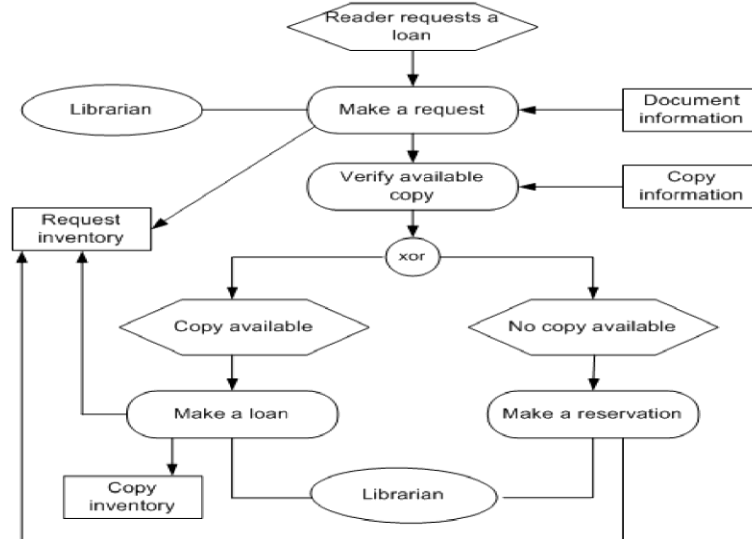 Reader requests a
loan
Librarian
Make a request
Document
information
Verify available
copy
Copy
information
Request
inventory
xor
Copy available
No copy available
Make a loan
Make a reservation
Copy
inventory
Librarian